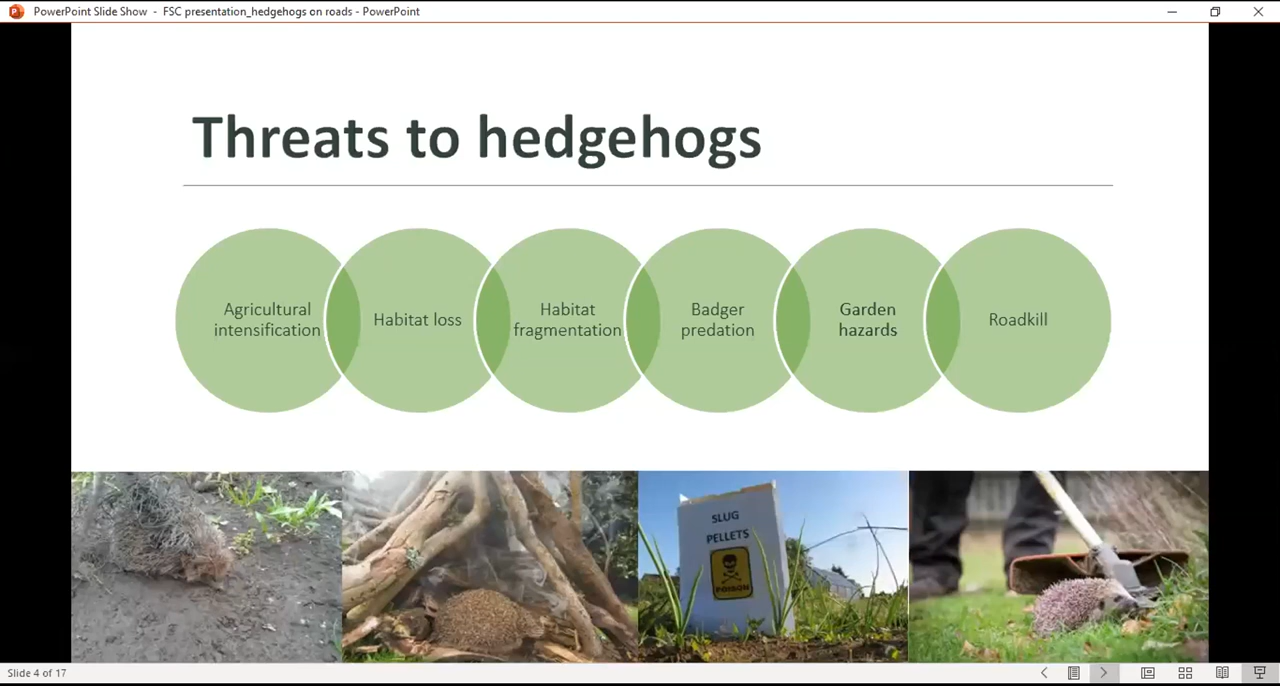 PowerPoint Slide Show - FSC presentation_hedgehogs on roads - PowerPoint
Threats to hedgehogs
Agricultural
intensification
Habitat loss
Habitat
fragmentation
Badger
predation
Garden
hazards
Roadkill
SLUG
PELLETS
POISON
Slide 4 of 17